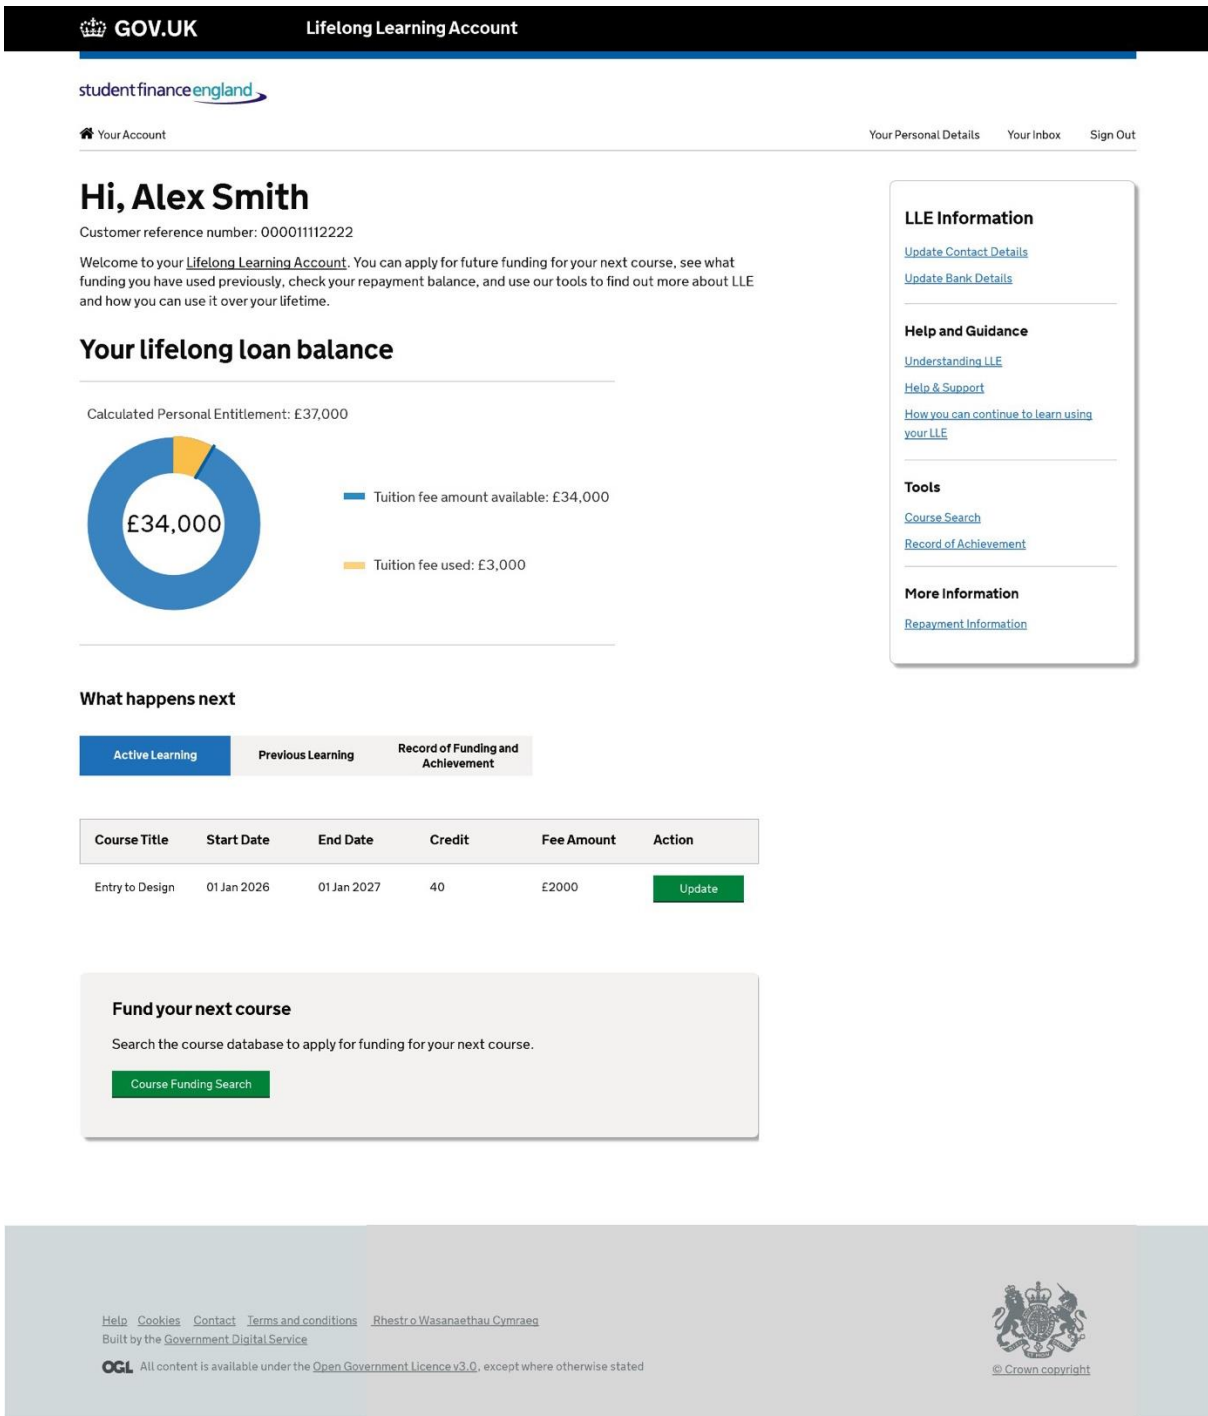 GOV.UK
Lifelong Learning Account
student finance england
Your Account
Your Personal Details
Your Inbox
Sign Out
Hi, Alex Smith
Customer reference number: 000011112222
Welcome to your Lifelong Learning Account. You can apply for future funding for your next course, see what
funding you have used previously, check your repayment balance, and use our tools to find out more about LLE
and how you can use it over your lifetime.
Your lifelong loan balance
Calculated Personal Entitlement: £37,000
£34,000
Tuition fee amount available: £34,000
Tuition fee used: £3,000
LLE Information
Update Contact Details
Update Bank Details
Help and Guidance
Understanding LLE
Help & Support
How you can continue to learn using
your LLE
Tools
Course Search
Record of Achievement
More Information
Repayment Information
What happens next
Active Learning
Previous Learning
Record of Funding and
Achievement
Course Title Start Date End Date Credit Fee Amount Action
Entry to Design 01 Jan 2026 01 Jan 2027 40 £2000 Update
Fund your next course
Search the course database to apply for funding for your next course.
Course Funding Search
Help Cookies Contact Terms and conditions Rhestr o Wasanaethau Cymraeg
Built by the Government Digital Service
OGL All content is available under the Open Government Licence v3.0, except where otherwise stated
© Crown copyright